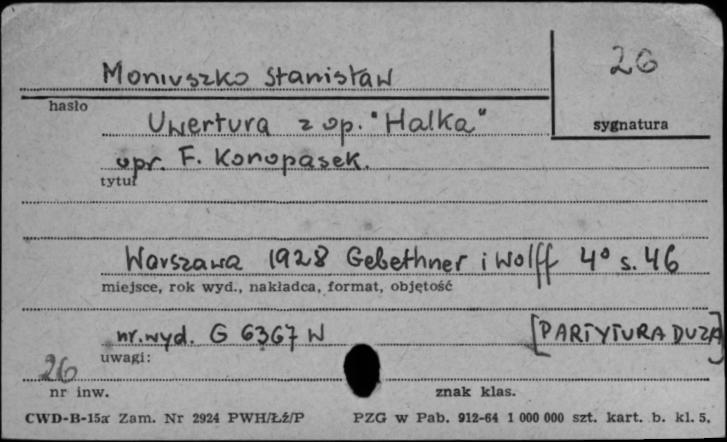 Moniuszko Stanisław
26
hasło
sygnatura
Uwertura z op. "Halka"
opr. F. Konopasek.
tytuł
Warszawa 1928 Gebethner i Wolff 4° s. 46
miejsce, rok wyd., nakładca, format, objętość
nr. wyd. G 6367 W [PARTYTURA DUŻA]
uwagi:
26
nr inw.
znak klas.
CWD-B-15a Zam. Nr 2924 PWH/Łź/P PZG w Pab. 912-64 1 000 000 szt. kart. b. kl. 5.